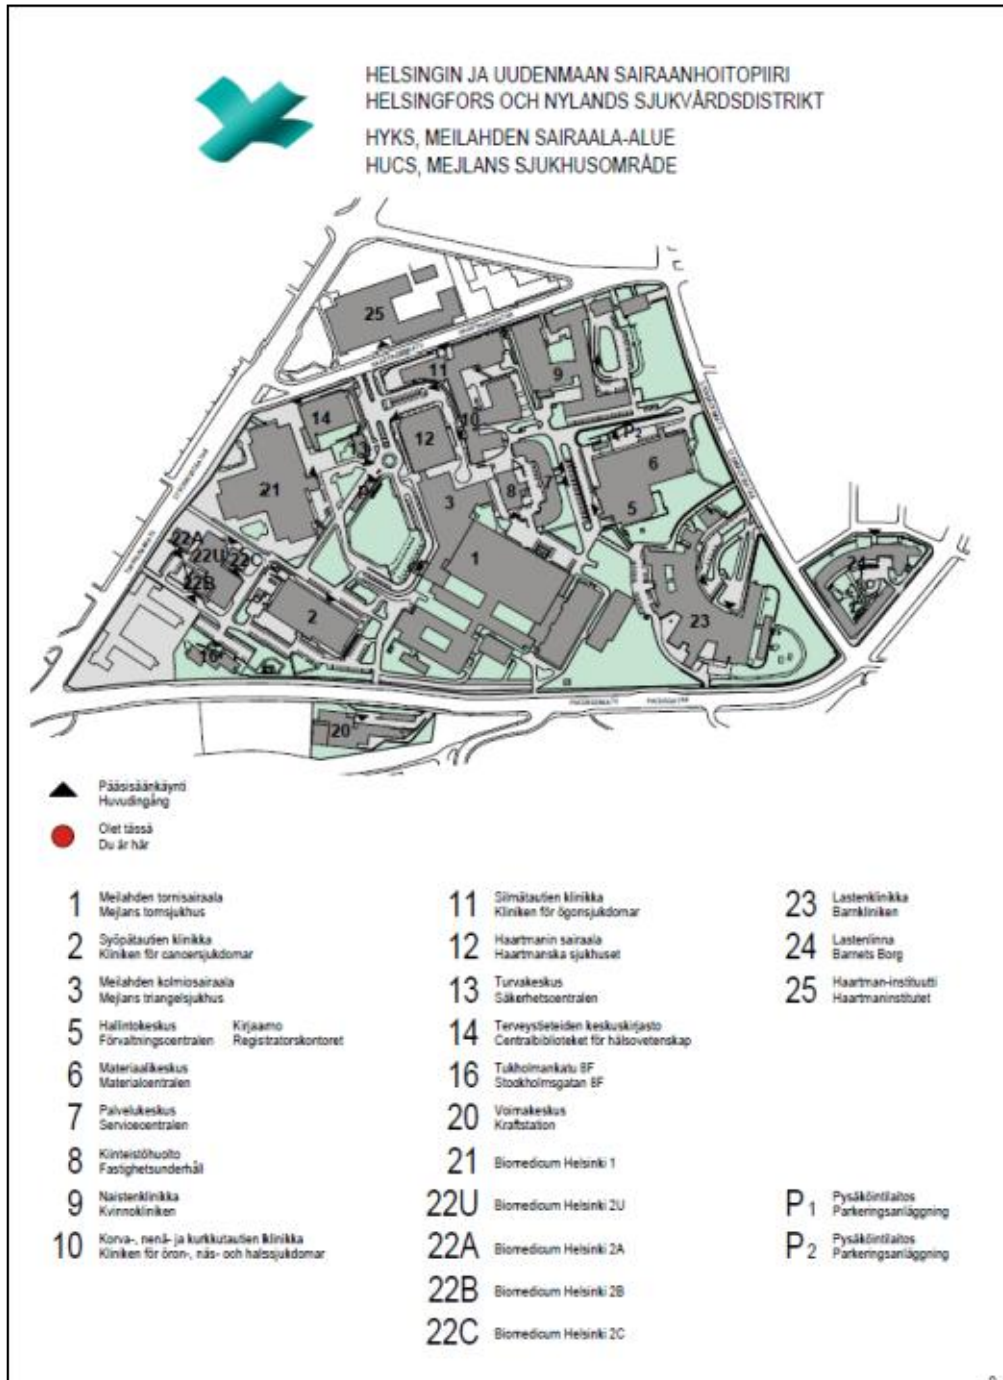 HELSINGIN JA UUDENMAAN SAIRAANHOITOPIIRI
HELSINGFORS OCH NYLANDS SJUKVÅRDSDISTRIKT
HYKS, MEILAHDEN SAIRAALA-ALUE
HUCS, MEJLANS SJUKHUSOMRÅDE
25
11
9
14
10
12
13
P2
6
21
3
8
7
5
1
22A
22U
22C
22B
24
2
23
16
20
Pääsisäänkäynti
Huvudingång
Olet tässä
Du är här
1 Meilahden tornisairaala
Mejlans tornsjukhus
2 Syöpätautien klinikka
Kliniken för cancersjukdomar
3 Meilahden kolmiosairaala
Mejlans triangelsjukhus
5 Hallintokeskus Kirjaamo
Förvaltningscentralen Registratorskontoret
6 Materiaalikeskus
Materialcentralen
7 Palvelukeskus
Servicecentralen
8 Kiinteistöhuolto
Fastighetsunderhåll
9 Naistenklinikka
Kvinnokliniken
10 Korva-, nenä- ja kurkkutautien klinikka
Kliniken för öron-, näs- och halssjukdomar
11 Silmätautien klinikka
Kliniken för ögonsjukdomar
12 Haartmanin sairaala
Haartmanska sjukhuset
13 Turvakeskus
Säkerhetscentralen
14 Terveystieteiden keskuskirjasto
Centralbiblioteket för hälsovetenskap
16 Tukholmankatu 8F
Stockholmsgatan 8F
20 Voimakeskus
Kraftstation
21 Biomedicum Helsinki 1
22U Biomedicum Helsinki 2U
22A Biomedicum Helsinki 2A
22B Biomedicum Helsinki 2B
22C Biomedicum Helsinki 2C
23 Lastenklinikka
Barnkliniken
24 Lastenlinna
Barnets Borg
25 Haartman-instituutti
Haartmaninstitutet
P1 Pysäköintilaitos
Parkeringsanläggning
P2 Pysäköintilaitos
Parkeringsanläggning